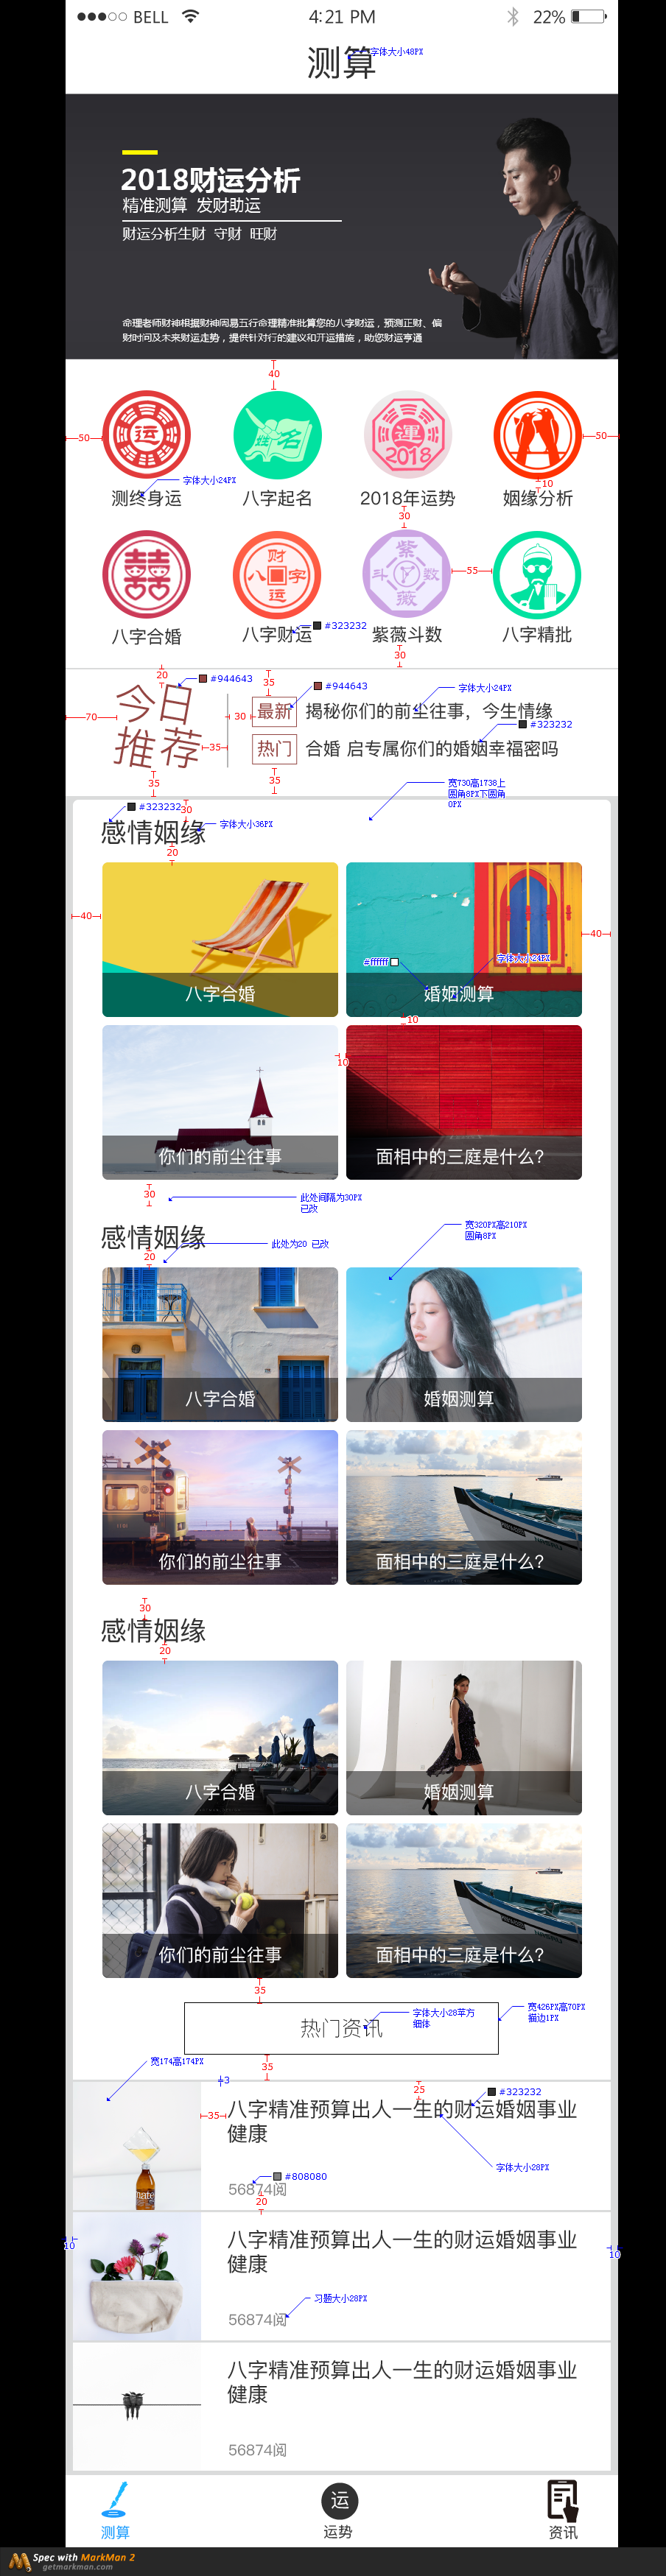 BELL
4:21 PM
22%
测算
字体大小48PX
2018财运分析
精准测算 发财助运
财运分析生财 守财 旺财
命理老师财神根据财神周易五行命理精准批算您的八字财运，预测正财、偏
财时间及未来财运走势，提供针对行的建议和开运措施，助您财运亨通
40
50
运
姓名
運
2018
50
10
字体大小24PX
测终身运
八字起名
2018年运势
姻缘分析
30
囍
财
八 字
运
紫
斗 数
薇
55
#323232
八字合婚
八字财运
紫薇斗数
八字精批
30
20
#944643
35
#944643
字体大小24PX
今日
推荐
70
35
30
最新
揭秘你们的前尘往事，今生情缘
#323232
热门
合婚 启专属你们的婚姻幸福密吗
35
35
宽730高1738上
圆角8PX下圆角
0PX
#323232
30
感情姻缘
字体大小36PX
20
40
40
#ffffff
字体大小24PX
八字合婚
婚姻测算
10
10
你们的前尘往事
面相中的三庭是什么?
30
此处间隔为30PX
已改
感情姻缘
此处为20 已改
宽320PX高210PX
圆角8PX
20
八字合婚
婚姻测算
你们的前尘往事
面相中的三庭是什么?
30
感情姻缘
20
八字合婚
婚姻测算
你们的前尘往事
面相中的三庭是什么?
35
热门资讯
字体大小28苹方
细体
宽426PX高70PX
描边1PX
35
宽174高174PX
3
25
#323232
35
八字精准预算出人一生的财运婚姻事业
健康
字体大小28PX
#808080
56874阅
20
10
八字精准预算出人一生的财运婚姻事业
健康
10
习题大小28PX
56874阅
八字精准预算出人一生的财运婚姻事业
健康
56874阅
运
测算
运势
资讯
Spec with MarkMan 2
getmarkman.com